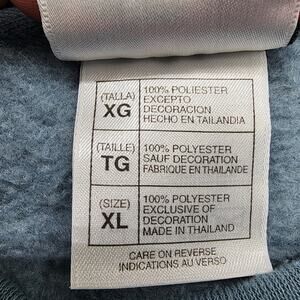 (TALLA)
XG
100% POLIESTER
EXCEPTO
DECORACION
HECHO EN TAILANDIA
(TAILLE)
TG
100% POLYESTER
SAUF DECORATION
FABRIQUE EN THAILANDE
(SIZE)
XL
100% POLYESTER
EXCLUSIVE OF
DECORATION
MADE IN THAILAND
CARE ON REVERSE
INDICATIONS AU VERSO